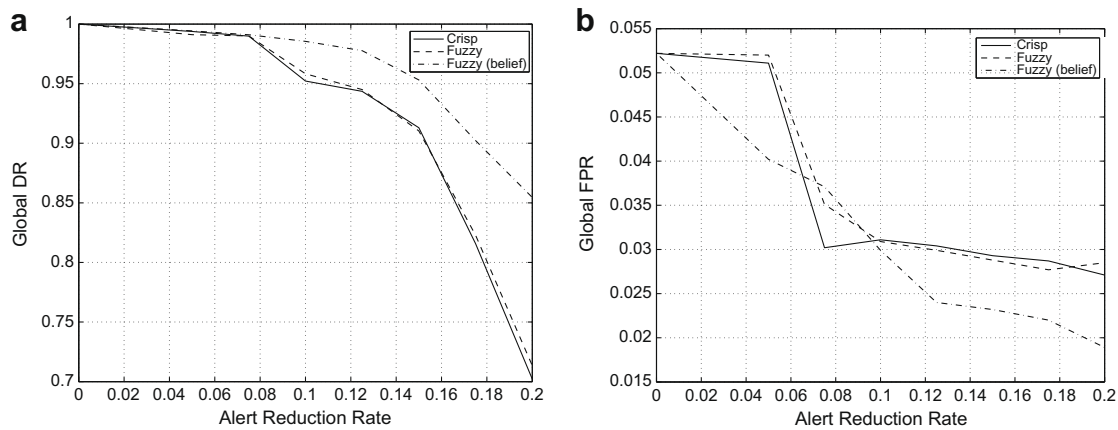 a
1
0.95
0.9
0.85
0.8
0.75
0.7
Global DR
0 0.02 0.04 0.06 0.08 0.1 0.12 0.14 0.16 0.18 0.2
Alert Reduction Rate
Crisp
Fuzzy
Fuzzy (belief)
b
0.055
0.05
0.045
0.04
0.035
0.03
0.025
0.02
0.015
Global FPR
0 0.02 0.04 0.06 0.08 0.1 0.12 0.14 0.16 0.18 0.2
Alert Reduction Rate
Crisp
Fuzzy
Fuzzy (belief)